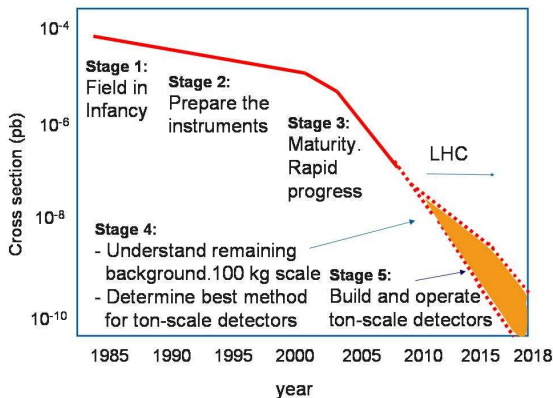 10-4
Stage 1:
Field in
Infancy
Stage 2:
Prepare the
instruments
10-6
Stage 3:
Maturity.
Rapid
progress
LHC
Cross section (pb)
10-8
Stage 4:
- Understand remaining
background.100 kg scale
- Determine best method
for ton-scale detectors
Stage 5:
Build and operate
ton-scale detectors
10-10
1985 1990 1995 2000 2005 2010 2015 2018
year